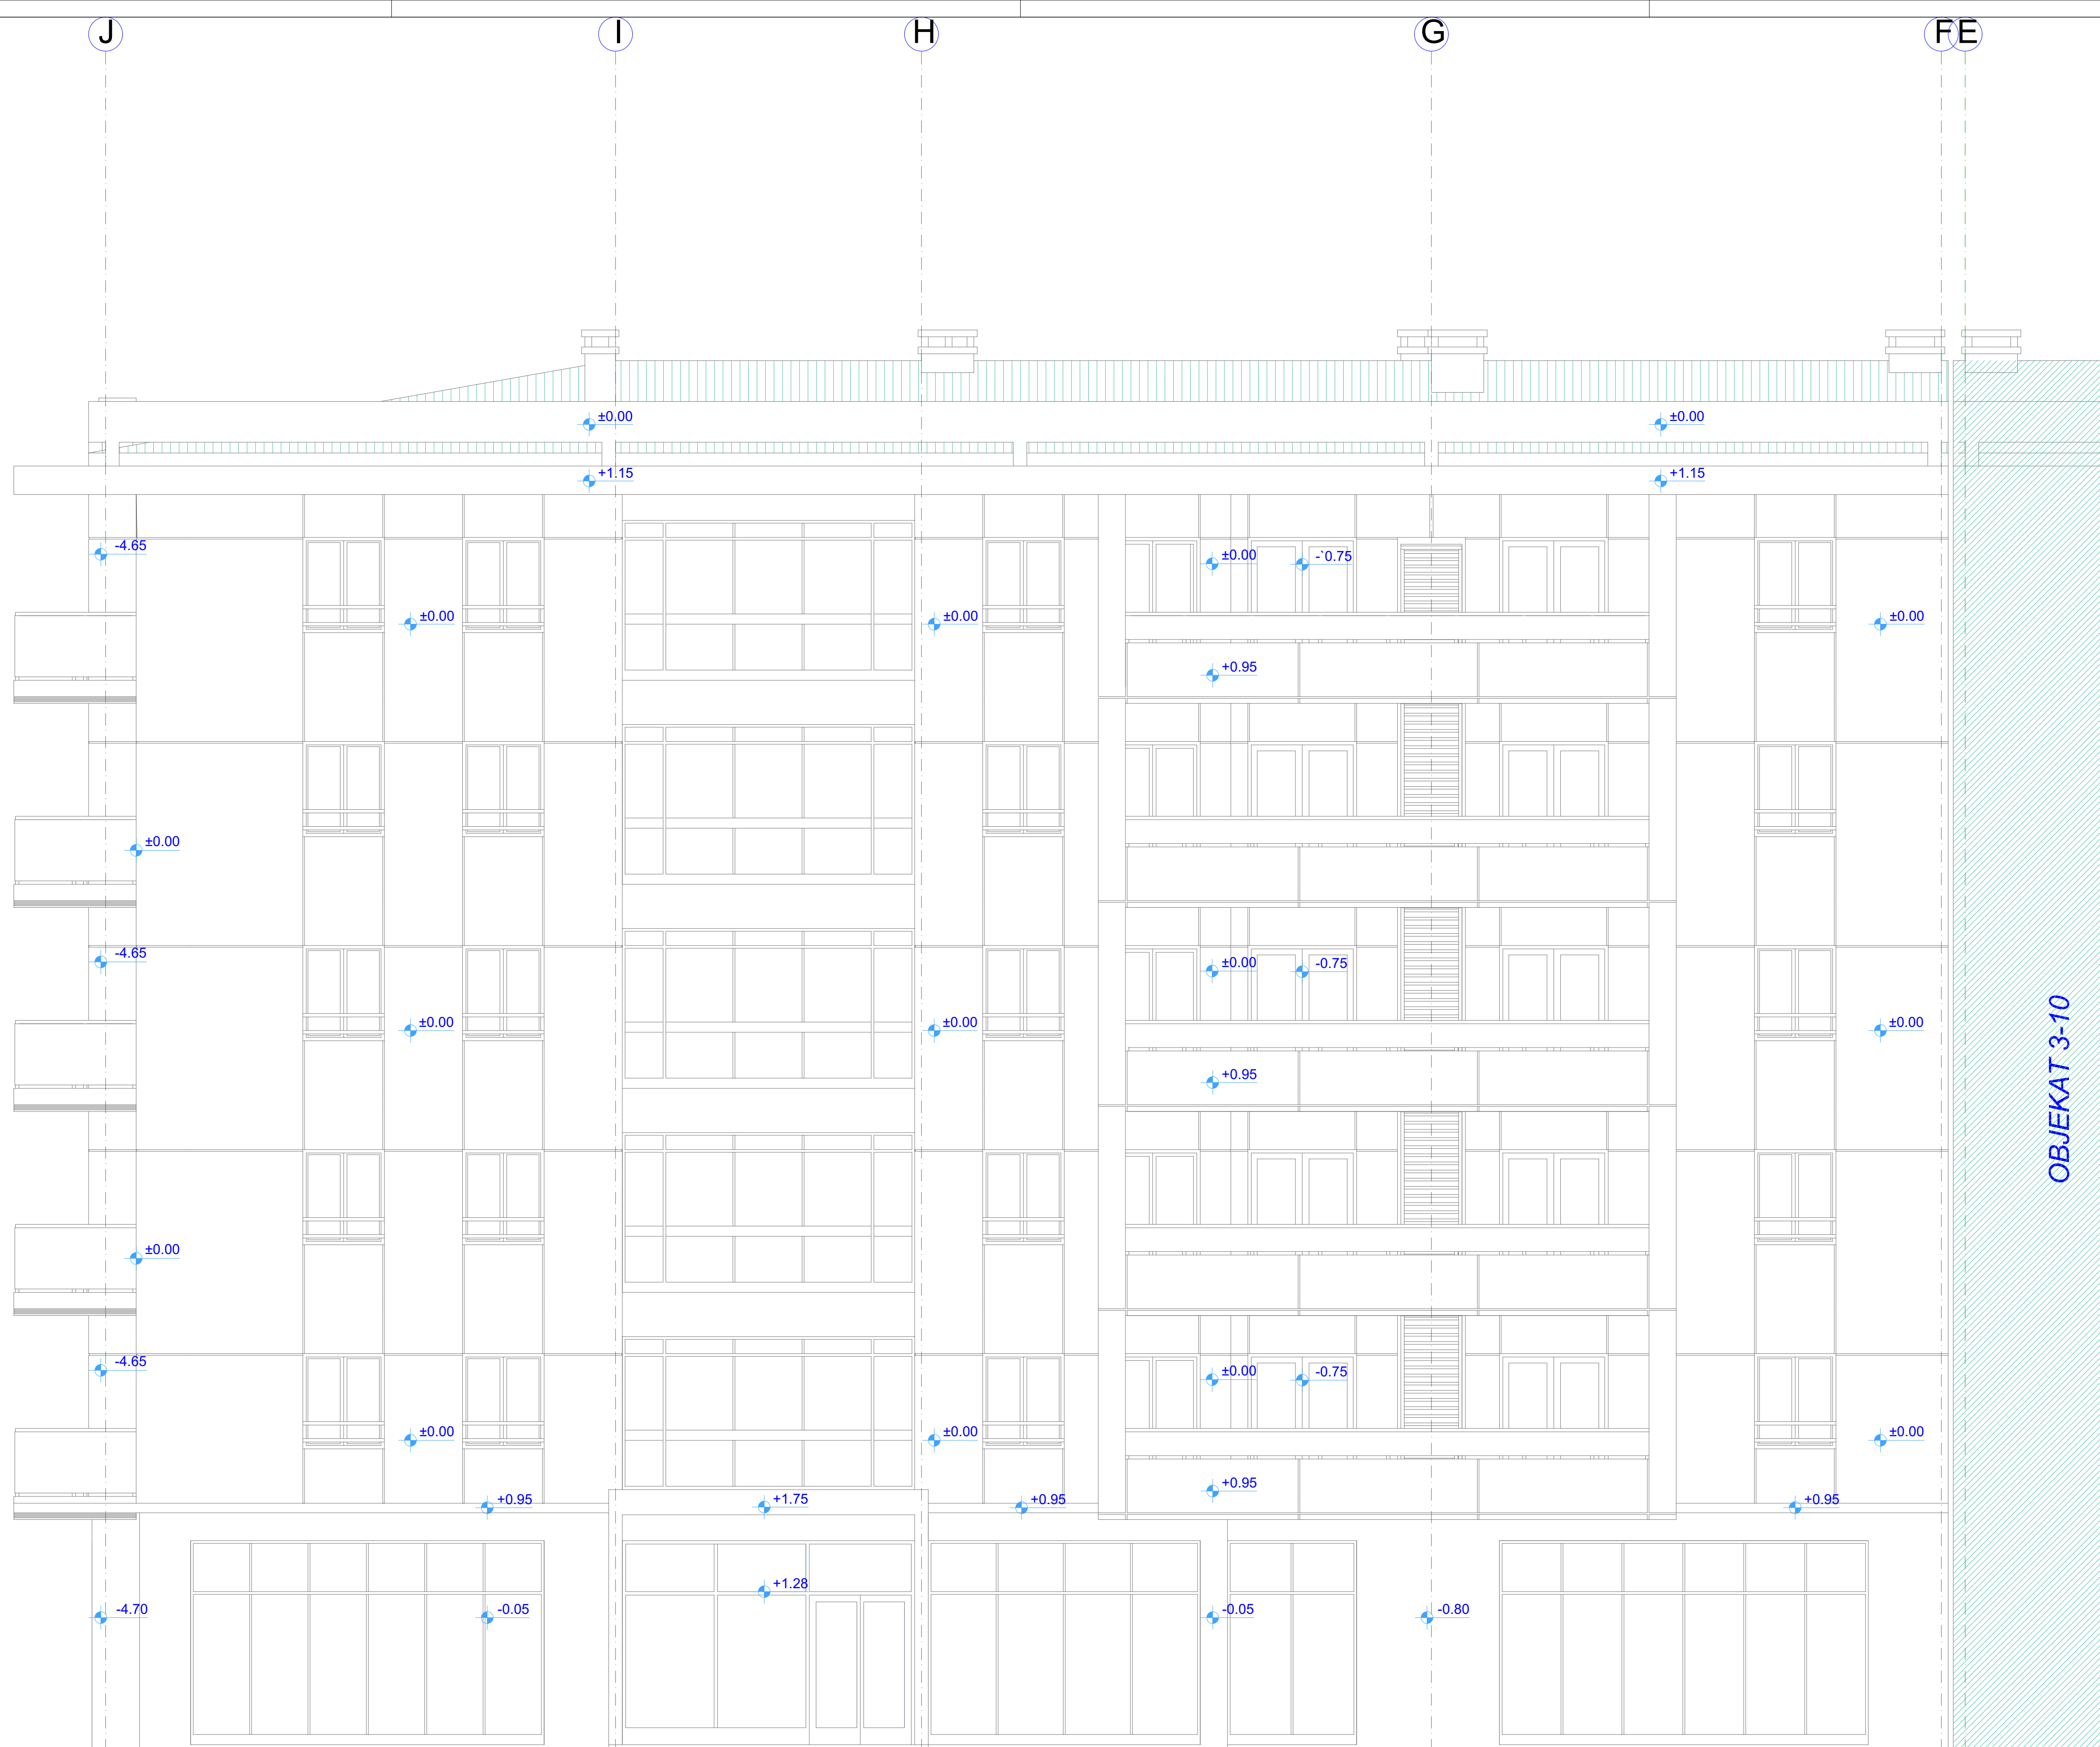 J I H G F E
±0.00 ±0.00
+1.15 +1.15
-4.65 ±0.00 -`0.75
±0.00 ±0.00 ±0.00
+0.95
±0.00
-4.65 ±0.00 -0.75
±0.00 ±0.00 ±0.00
+0.95
OBJEKAT 3-10
±0.00
-4.65 ±0.00 -0.75
±0.00 ±0.00 ±0.00
+0.95
+0.95 +1.75 +0.95 +0.95
+1.28
-4.70 -0.05 -0.05 -0.80